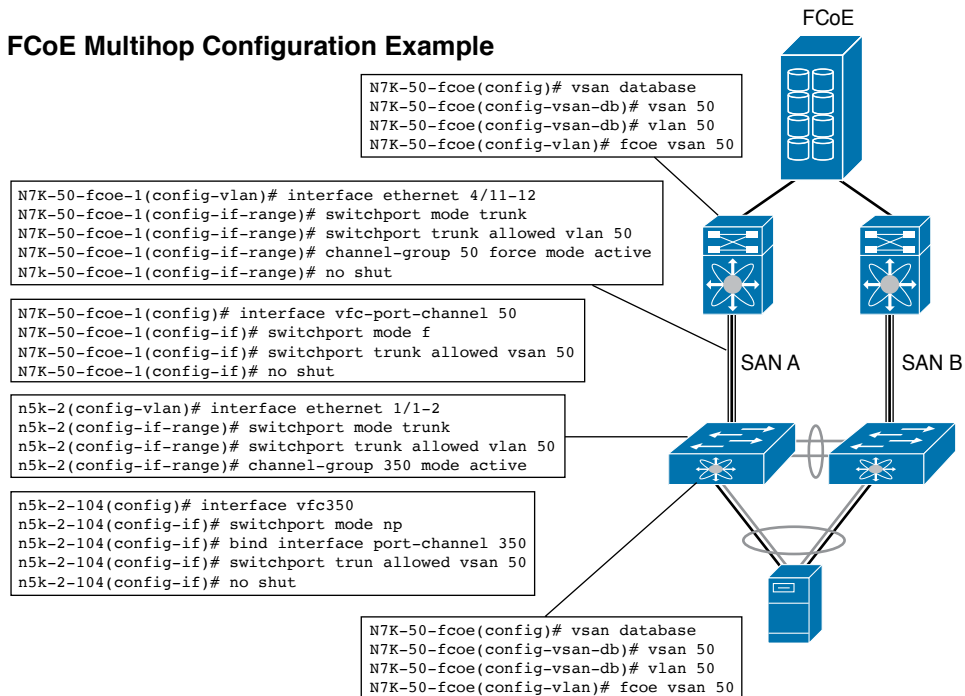 FCoE
FCoE Multihop Configuration Example
N7K-50-fcoe(config)# vsan database
N7K-50-fcoe(config-vsan-db)# vsan 50
N7K-50-fcoe(config-vsan-db)# vlan 50
N7K-50-fcoe(config-vlan)# fcoe vsan 50
N7K-50-fcoe-1(config-vlan)# interface ethernet 4/11-12
N7K-50-fcoe-1(config-if-range)# switchport mode trunk
N7K-50-fcoe-1(config-if-range)# switchport trunk allowed vlan 50
N7K-50-fcoe-1(config-if-range)# channel-group 50 force mode active
N7k-50-fcoe-1(config-if-range)# no shut
N7K-50-fcoe-1(config)# interface vfc-port-channel 50
N7K-50-fcoe-1(config-if)# switchport mode f
N7K-50-fcoe-1(config-if)# switchport trunk allowed vsan 50
N7K-50-fcoe-1(config-if)# no shut
SAN A
SAN B
n5k-2(config-vlan)# interface ethernet 1/1-2
n5k-2(config-if-range)# switchport mode trunk
n5k-2(config-if-range)# switchport trunk allowed vlan 50
n5k-2(config-if-range)# channel-group 350 mode active
n5k-2-104(config)# interface vfc350
n5k-2-104(config-if)# switchport mode np
n5k-2-104(config-if)# bind interface port-channel 350
n5k-2-104(config-if)# switchport trun allowed vsan 50
n5k-2-104(config-if)# no shut
N7K-50-fcoe(config)# vsan database
N7K-50-fcoe(config-vsan-db)# vsan 50
N7K-50-fcoe(config-vsan-db)# vlan 50
N7K-50-fcoe(config-vlan)# fcoe vsan 50